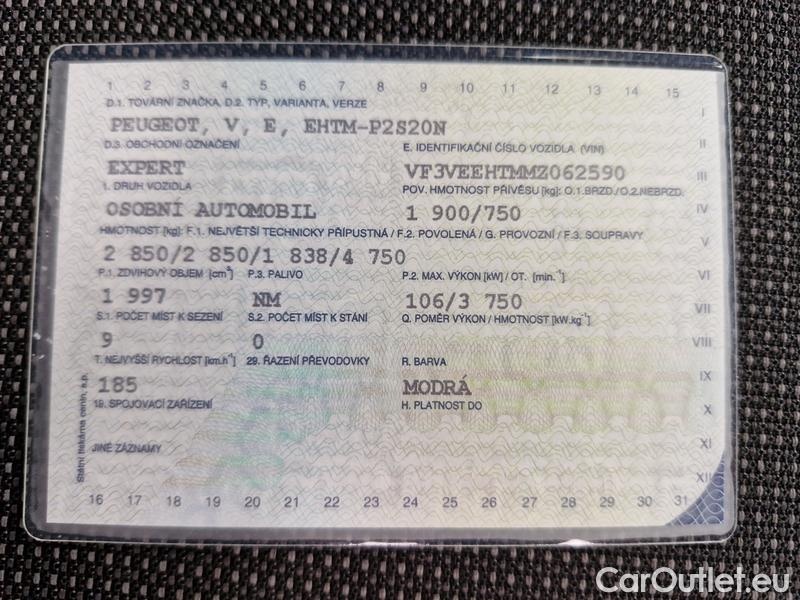 1 2 3 4 5 6 7 8 9 10 11 12 13 14 15
D.1. TOVÁRNÍ ZNAČKA, D.2. TYP, VARIANTA, VERZE
I
PEUGEOT, V, E, EHTM-P2S20N
D.3. OBCHODNÍ OZNAČENÍ E. IDENTIFIKAČNÍ ČÍSLO VOZIDLA (VIN)
II
EXPERT VF3VEEHTMMZ062590
III
1. DRUH VOZIDLA POV. HMOTNOST PŘÍVĚSU [kg]: O.1.BRZD./O.2.NEBRZD.
OSOBNÍ AUTOMOBIL 1 900/750
IV
HMOTNOST [kg]: F.1. NEJVĚTŠÍ TECHNICKY PŘÍPUSTNÁ / F.2. POVOLENÁ / G. PROVOZNÍ / F.3. SOUPRAVY
V
2 850/2 850/1 838/4 750
P.1. ZDVIHOVÝ OBJEM [cm³] P.3. PALIVO P.2. MAX. VÝKON [kW] / OT. [min.⁻¹]
VI
1 997 NM 106/3 750
VII
S.1. POČET MÍST K SEZENÍ S.2. POČET MÍST K STÁNÍ Q. POMĚR VÝKON / HMOTNOST [kW.kg⁻¹]
9 0
VIII
T. NEJVYŠŠÍ RYCHLOST [km.h⁻¹] 29. ŘAZENÍ PŘEVODOVKY R. BARVA
185 MODRÁ
IX
19. SPOJOVACÍ ZAŘÍZENÍ H. PLATNOST DO
X
JINÉ ZÁZNAMY
XI
XII
Státní tiskárna cenin, s.p.
16 17 18 19 20 21 22 23 24 25 26 27 28 29 30 31
CarOutlet.eu